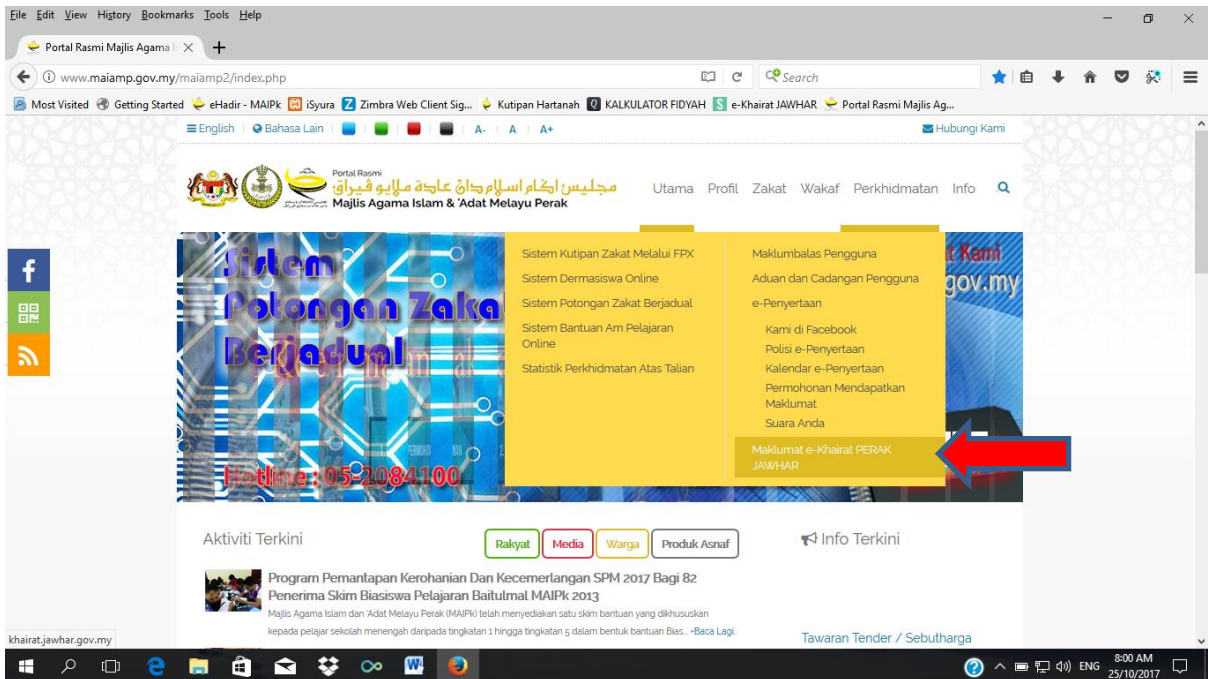 File Edit View History Bookmarks Tools Help
Portal Rasmi Majlis Agama I
www.maiamp.gov.my/maiamp2/index.php
Search
Most Visited Getting Started eHadir - MAIPk iSyura Zimbra Web Client Sig... Kutipan Hartanah KALKULATOR FIDYAH e-Khairat JAWHAR Portal Rasmi Majlis Ag...
English Bahasa Lain A- A A+ Hubungi Kami
Portal Rasmi
مجليس اݢام اسلام دان عادة ملايو ڤيراق
Majlis Agama Islam & 'Adat Melayu Perak
Utama Profil Zakat Wakaf Perkhidmatan Info
Sistem
Potongan Zaka
Berjadual
Hotline : 05-2084100
Sistem Kutipan Zakat Melalui FPX
Sistem Dermasiswa Online
Sistem Potongan Zakat Berjadual
Sistem Bantuan Am Pelajaran
Online
Statistik Perkhidmatan Atas Talian
Maklumbalas Pengguna
Aduan dan Cadangan Pengguna
e-Penyertaan
Kami di Facebook
Polisi e-Penyertaan
Kalendar e-Penyertaan
Permohonan Mendapatkan
Maklumat
Suara Anda
Maklumat e-Khairat PERAK
JAWHAR
t Kami
gov.my
Aktiviti Terkini
Rakyat Media Warga Produk Asnaf
Info Terkini
Program Pemantapan Kerohanian Dan Kecemerlangan SPM 2017 Bagi 82
Penerima Skim Biasiswa Pelajaran Baitulmal MAIPk 2013
Majlis Agama Islam dan 'Adat Melayu Perak (MAIPk) telah menyediakan satu skim bantuan yang dikhususkan
kepada pelajar sekolah menengah daripada tingkatan 1 hingga tingkatan 5 dalam bentuk bantuan Bias.. +Baca Lagi..
Tawaran Tender / Sebutharga
khairat.jawhar.gov.my
ENG
8:00 AM
25/10/2017